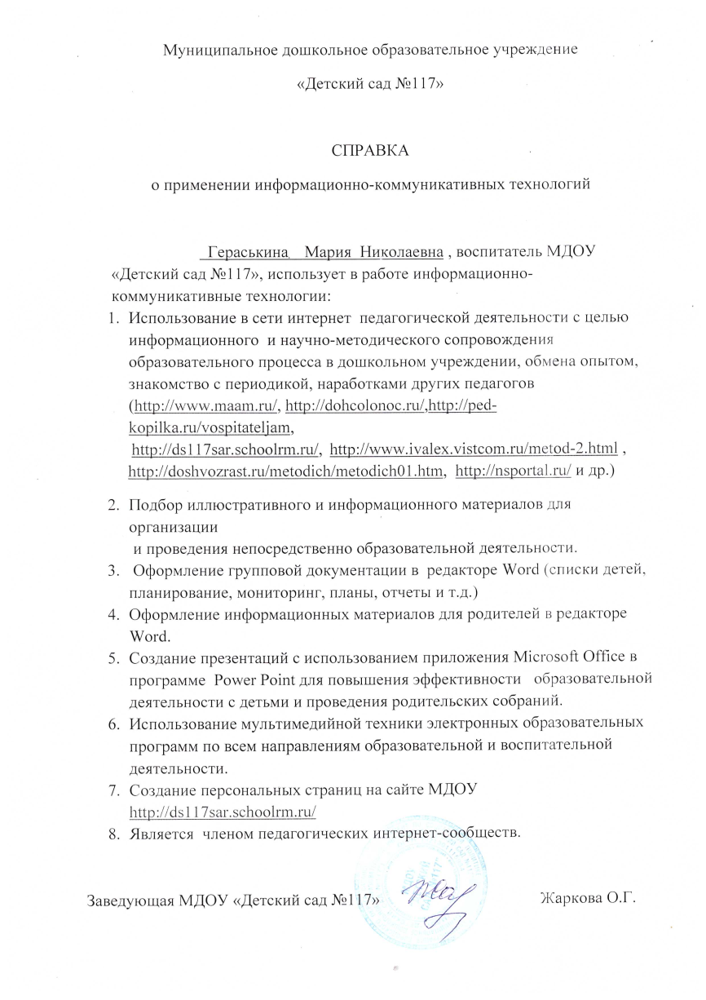 Муниципальное дошкольное образовательное учреждение
«Детский сад №117»
СПРАВКА
о применении информационно-коммуникативных технологий
Гераськина Мария Николаевна , воспитатель МДОУ
«Детский сад №117», использует в работе информационно-
коммуникативные технологии:
1. Использование в сети интернет педагогической деятельности с целью
информационного и научно-методического сопровождения
образовательного процесса в дошкольном учреждении, обмена опытом,
знакомство с периодикой, наработками других педагогов
(http://www.maam.ru/, http://dohcolonoc.ru/,http://ped-
kopilka.ru/vospitateljam,
http://ds117sar.schoolrm.ru/, http://www.ivalex.vistcom.ru/metod-2.html ,
http://doshvozrast.ru/metodich/metodich01.htm, http://nsportal.ru/ и др.)
2. Подбор иллюстративного и информационного материалов для
организации
и проведения непосредственно образовательной деятельности.
3. Оформление групповой документации в редакторе Word (списки детей,
планирование, мониторинг, планы, отчеты и т.д.)
4. Оформление информационных материалов для родителей в редакторе
Word.
5. Создание презентаций с использованием приложения Microsoft Office в
программе Power Point для повышения эффективности образовательной
деятельности с детьми и проведения родительских собраний.
6. Использование мультимедийной техники электронных образовательных
программ по всем направлениям образовательной и воспитательной
деятельности.
7. Создание персональных страниц на сайте МДОУ
http://ds117sar.schoolrm.ru/
8. Является членом педагогических интернет-сообществ.
Заведующая МДОУ «Детский сад №117» Жаркова О.Г.